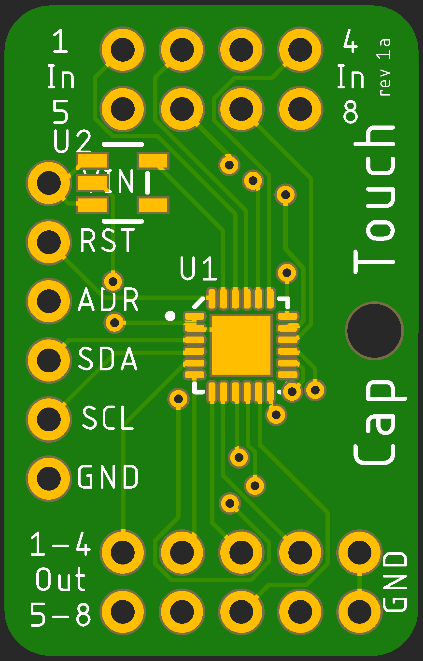 1
In
5
4
In
8
rev 1a
U2
VIN
RST
ADR
SDA
SCL
GND
U1
Cap Touch
1-4
Out
5-8
GND